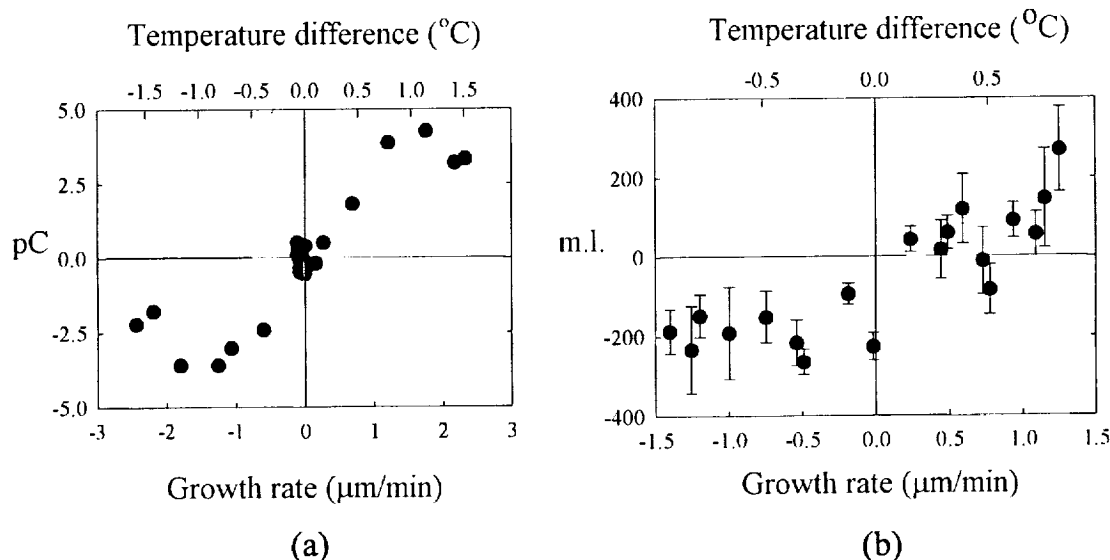 Temperature difference (°C)
-1.5 -1.0 -0.5 0.0 0.5 1.0 1.5
5.0
2.5
pC
0.0
-2.5
-5.0
-3 -2 -1 0 1 2 3
Growth rate (μm/min)
(a)
Temperature difference (°C)
-0.5 0.0 0.5
400
200
m.l.
0
-200
-400
-1.5 -1.0 -0.5 0.0 0.5 1.0 1.5
Growth rate (μm/min)
(b)